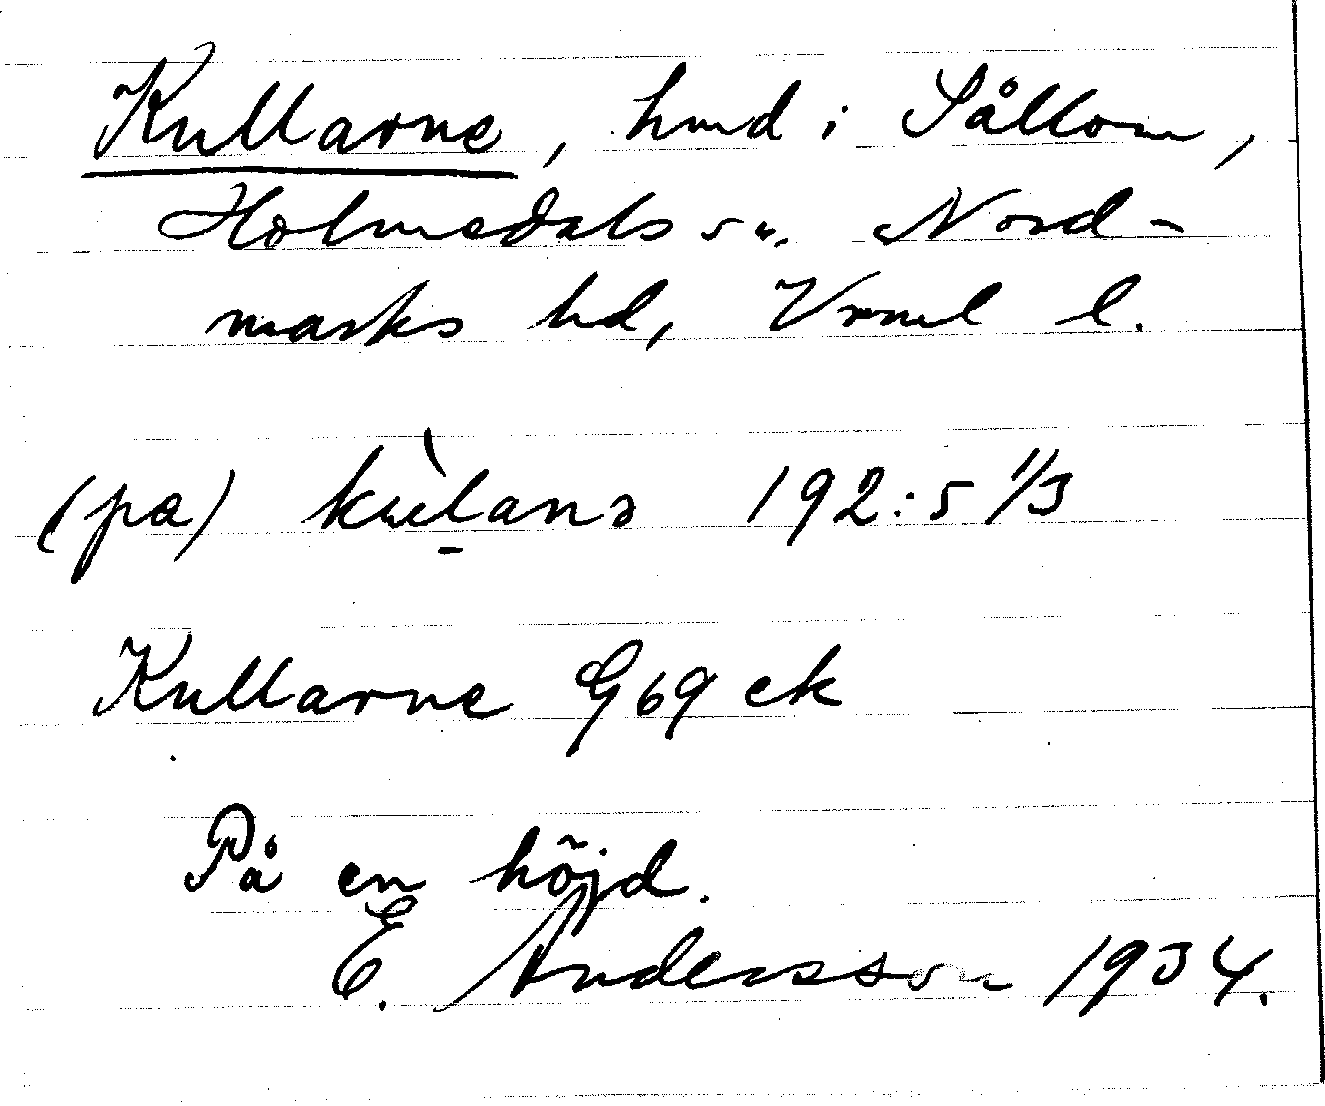 Kullarne, hmd i Sållom,
Holmedals sn. Nord-
marks hd, Vrml l.
(pa) kùlana 192:5 1/3
Kullarne G69 ek
På en höjd.
E. Andersson 1934.